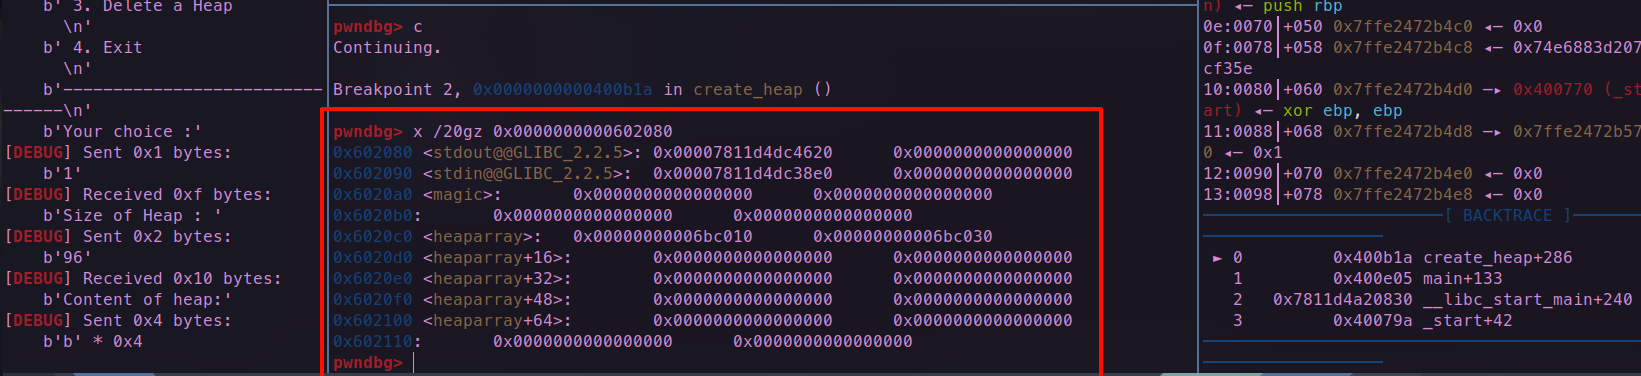 b' 3. Delete a Heap
\n'
b' 4. Exit
\n'
b'---------------------------
------\n'
b'Your choice :'
[DEBUG] Sent 0x1 bytes:
b'1'
[DEBUG] Received 0xf bytes:
b'Size of Heap : '
[DEBUG] Sent 0x2 bytes:
b'96'
[DEBUG] Received 0x10 bytes:
b'Content of heap:'
[DEBUG] Sent 0x4 bytes:
b'b' * 0x4
pwndbg> c
Continuing.
Breakpoint 2, 0x0000000000400b1a in create_heap ()
pwndbg> x /20gz 0x0000000000602080
0x602080 <stdout@@GLIBC_2.2.5>: 0x00007811d4dc4620 0x0000000000000000
0x602090 <stdin@@GLIBC_2.2.5>: 0x00007811d4dc38e0 0x0000000000000000
0x6020a0 <magic>: 0x0000000000000000 0x0000000000000000
0x6020b0: 0x0000000000000000 0x0000000000000000
0x6020c0 <heaparray>: 0x00000000006bc010 0x00000000006bc030
0x6020d0 <heaparray+16>: 0x0000000000000000 0x0000000000000000
0x6020e0 <heaparray+32>: 0x0000000000000000 0x0000000000000000
0x6020f0 <heaparray+48>: 0x0000000000000000 0x0000000000000000
0x602100 <heaparray+64>: 0x0000000000000000 0x0000000000000000
0x602110: 0x0000000000000000 0x0000000000000000
pwndbg>
n) ◂— push rbp
0e:0070│+050 0x7ffe2472b4c0 ◂— 0x0
0f:0078│+058 0x7ffe2472b4c8 ◂— 0x74e6883d207
cf35e
10:0080│+060 0x7ffe2472b4d0 —▸ 0x400770 (_st
art) ◂— xor ebp, ebp
11:0088│+068 0x7ffe2472b4d8 —▸ 0x7ffe2472b57
0 ◂— 0x1
12:0090│+070 0x7ffe2472b4e0 ◂— 0x0
13:0098│+078 0x7ffe2472b4e8 ◂— 0x0
[ BACKTRACE ]
► 0 0x400b1a create_heap+286
1 0x400e05 main+133
2 0x7811d4a20830 __libc_start_main+240
3 0x40079a _start+42